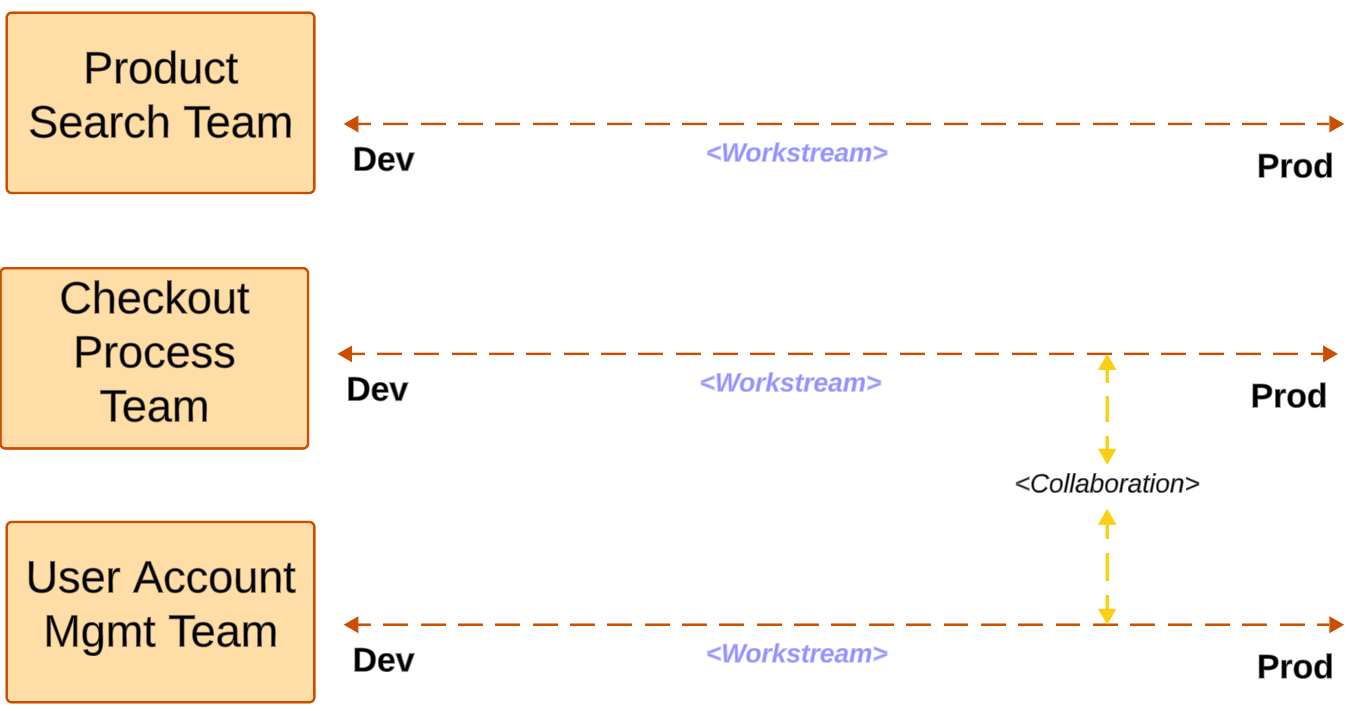 Product
Search Team
Dev
<Workstream>
Prod
Checkout
Process
Team
Dev
<Workstream>
Prod
<Collaboration>
User Account
Mgmt Team
Dev
<Workstream>
Prod